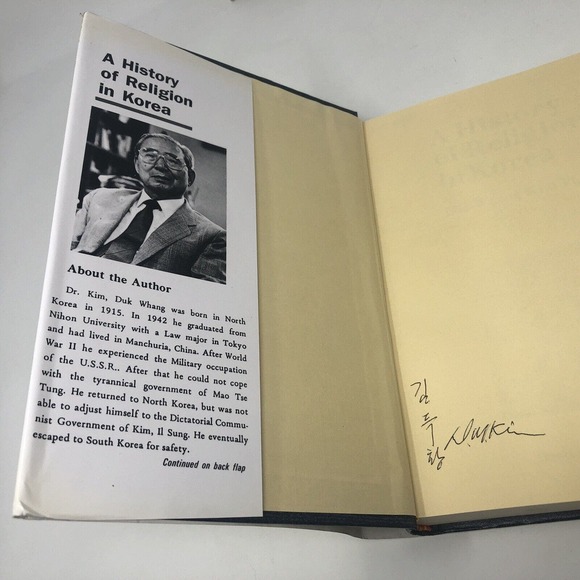 A History
of Religion
in Korea
About the Author
Dr. Kim, Duk Whang was born in North
Korea in 1915. In 1942 he graduated from
Nihon University with a Law major in Tokyo
and had lived in Manchuria, China. After World
War II he experienced the Military occupation
of the U.S.S.R.. After that he could not cope
with the tyrannical government of Mao Tse
Tung. He returned to North Korea, but was not
able to adjust himself to the Dictatorial Commu-
nist Government of Kim, Il Sung. He eventually
escaped to South Korea for safety.
Continued on back flap
김
득
황
Kim